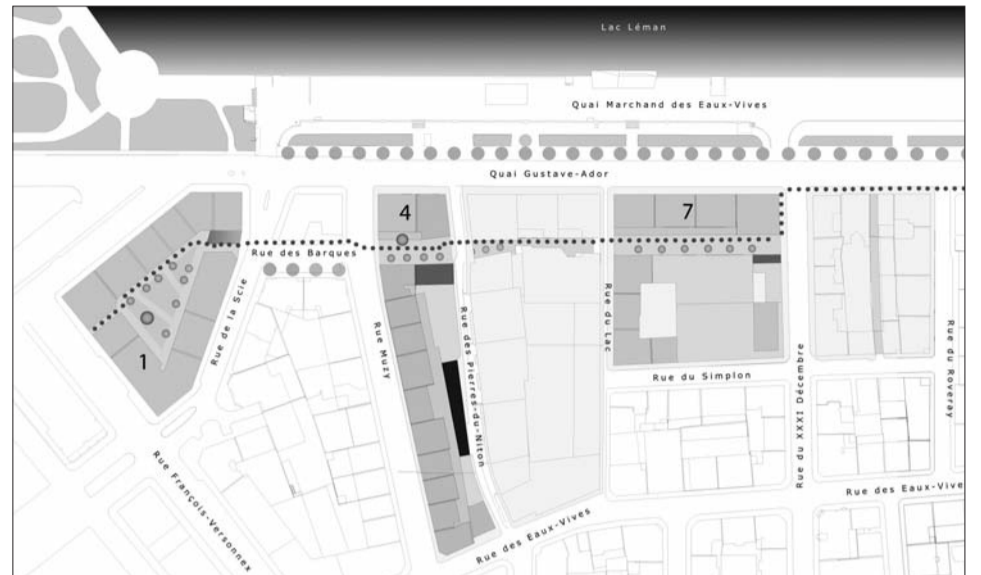 Lac Léman
Quai Marchand des Eaux-Vives
Quai Gustave-Ador
4
7
Rue des Barques
1
Rue de la Scie
Rue Muzy
Rue des Pierres-du-Niton
Rue du Lac
Rue du Simplon
Rue du XXXI Décembre
Rue du Roveray
Rue François-Versonnex
Rue des Eaux-Vives
Rue des Eaux-Vive